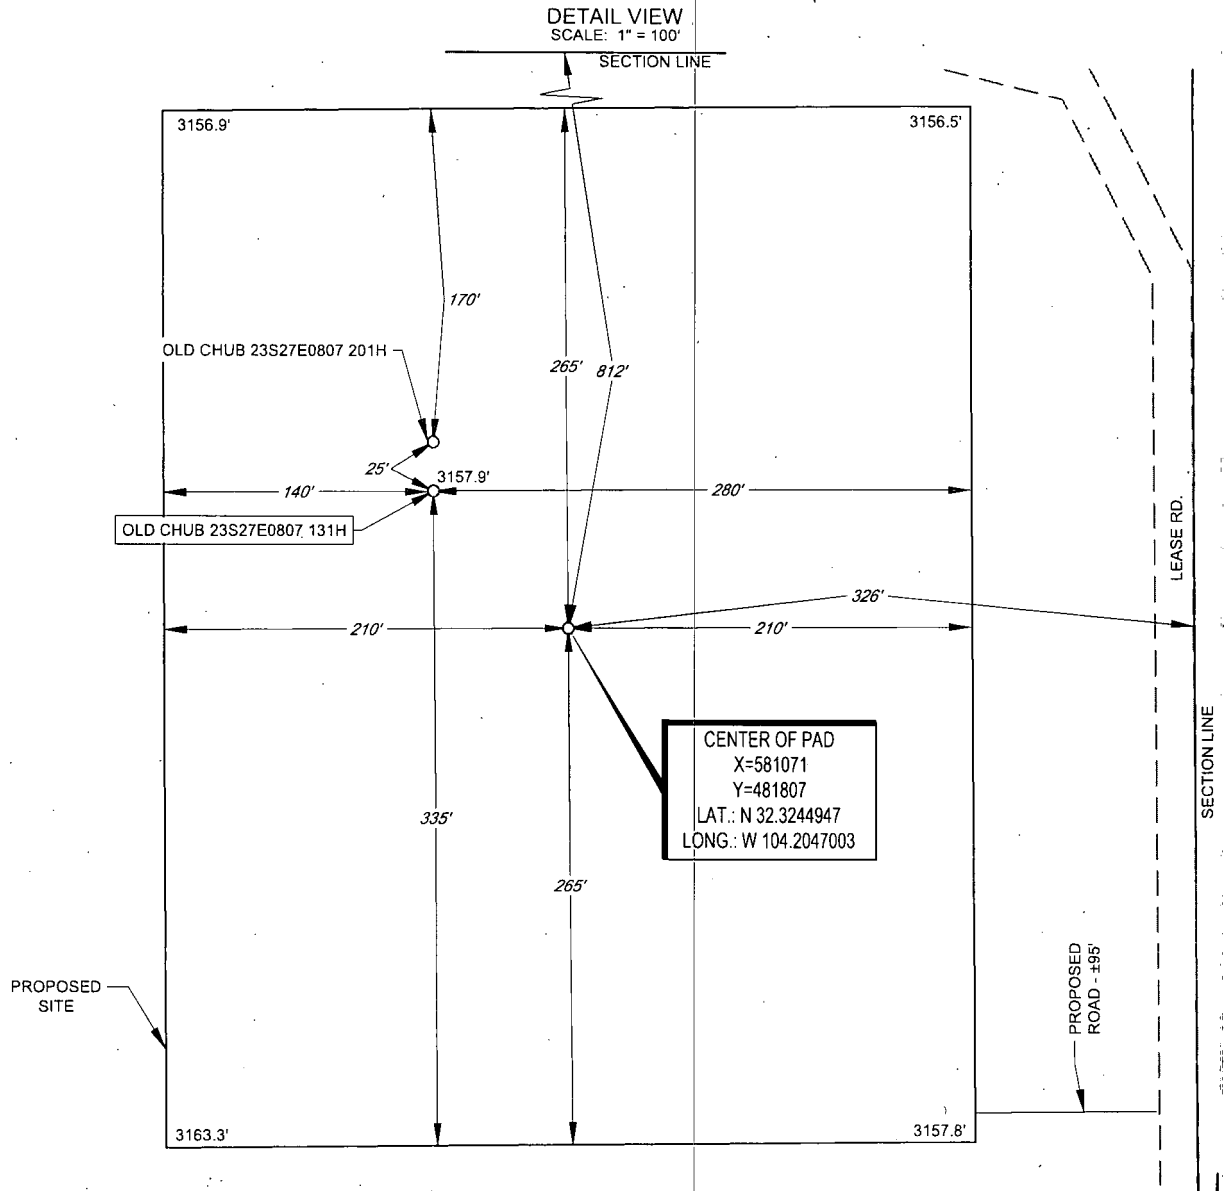 DETAIL VIEW
SCALE: 1" = 100'
SECTION LINE
3156.9'
3156.5'
170'
OLD CHUB 23S27E0807 201H
265'
812'
25'
3157.9'
140'
280'
OLD CHUB 23S27E0807 131H
LEASE RD.
326'
210'
210'
CENTER OF PAD
X=581071
Y=481807
LAT.: N 32.3244947
LONG.: W 104.2047003
SECTION LINE
335'
265'
PROPOSED
SITE
PROPOSED
ROAD - ±95'
3163.3'
3157.8'